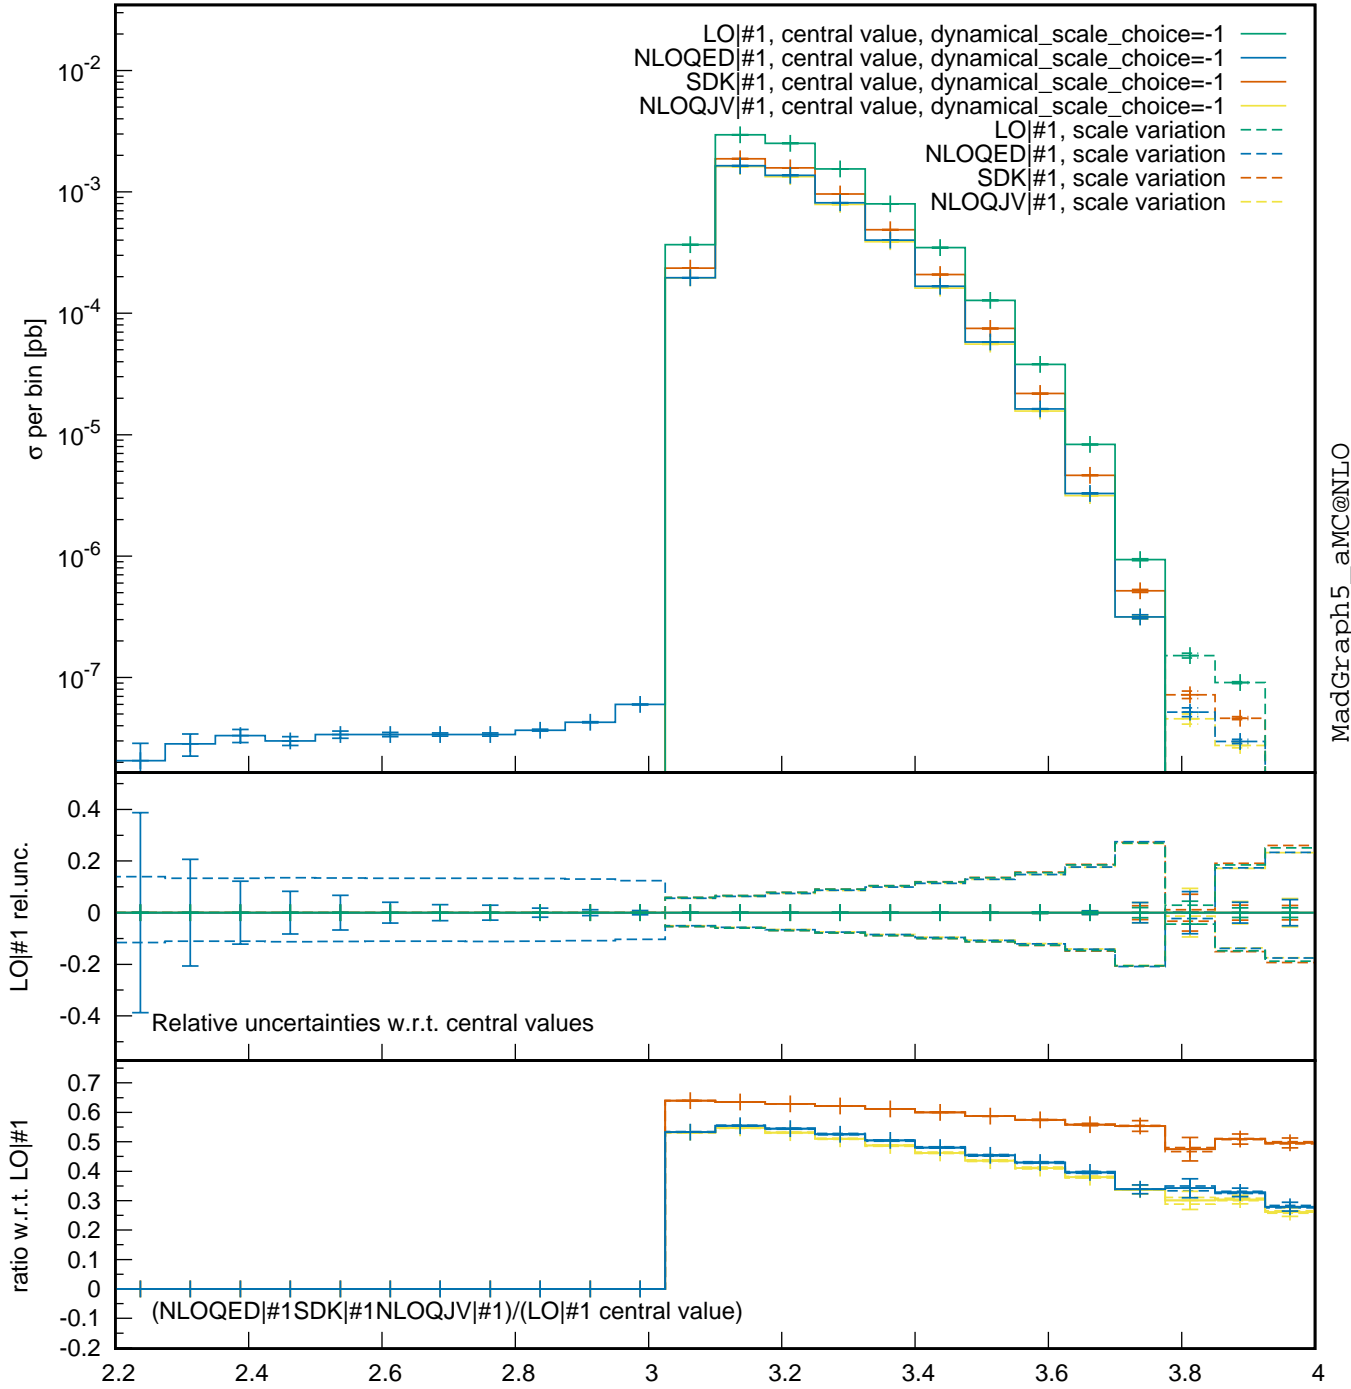 LO|#1, central value, dynamical_scale_choice=-1
NLOQED|#1, central value, dynamical_scale_choice=-1
SDK|#1, central value, dynamical_scale_choice=-1
NLOQJV|#1, central value, dynamical_scale_choice=-1
LO|#1, scale variation
NLOQED|#1, scale variation
SDK|#1, scale variation
NLOQJV|#1, scale variation
10-2
10-3
10-4
10-5
10-6
10-7
σ per bin [pb]
MadGraph5_aMC@NLO
0.4
0.2
0
-0.2
-0.4
LO|#1 rel.unc.
Relative uncertainties w.r.t. central values
0.7
0.6
0.5
0.4
0.3
0.2
0.1
0
-0.1
-0.2
ratio w.r.t. LO|#1
(NLOQED|#1SDK|#1NLOQJV|#1)/(LO|#1 central value)
2.2 2.4 2.6 2.8 3 3.2 3.4 3.6 3.8 4